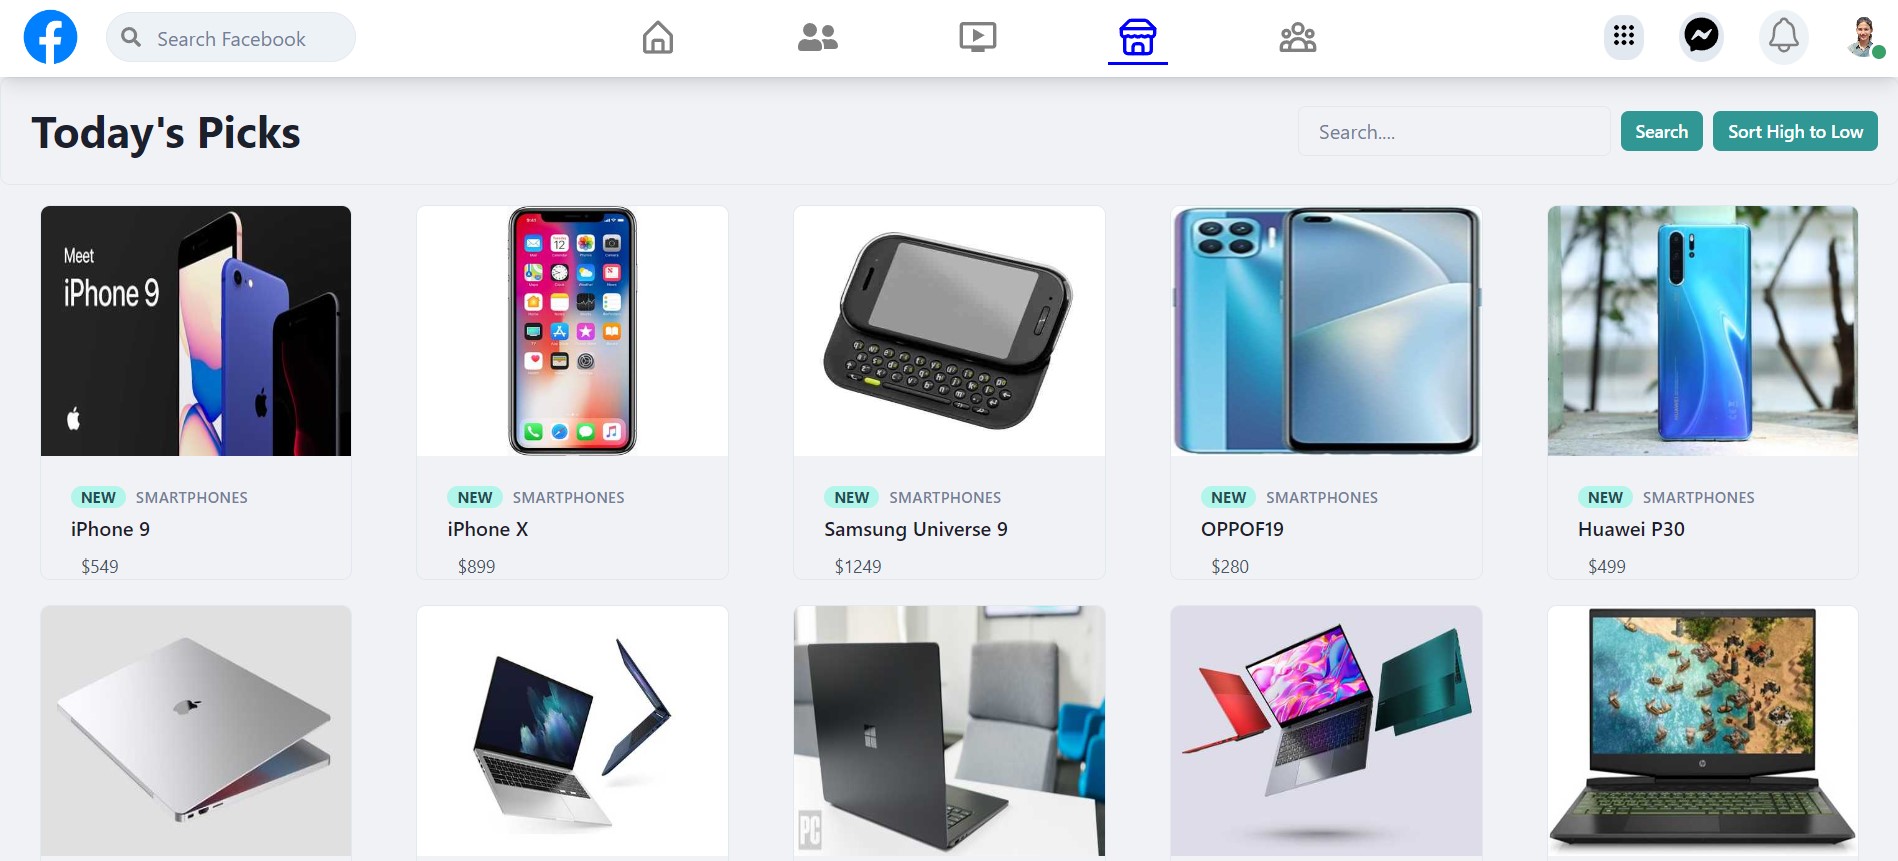 Search Facebook
Today's Picks
Search....
Search
Sort High to Low
Meet
iPhone 9
NEW SMARTPHONES
iPhone 9
$549
NEW SMARTPHONES
iPhone X
$899
NEW SMARTPHONES
Samsung Universe 9
$1249
NEW SMARTPHONES
OPPOF19
$280
NEW SMARTPHONES
Huawei P30
$499
PC